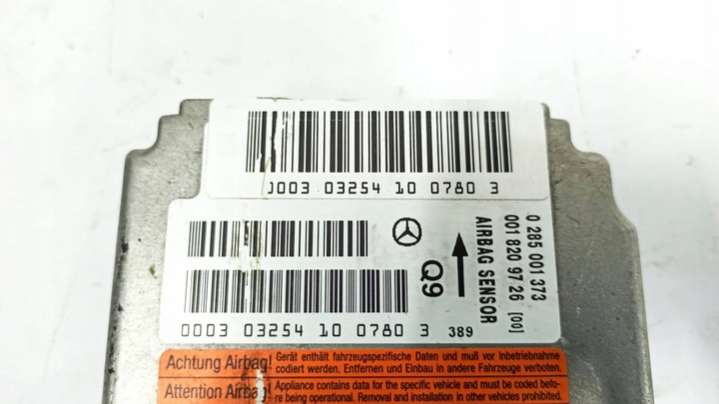 J003 03254 10 0780 3
0 285 001 373
001 820 97 26 [00]
AIRBAG SENSOR
Q9
0003 03254 10 0780 3 389
Achtung Airbag! Gerät enthält fahrzeugspezifische Daten und muß vor Inbetriebnahme
codiert werden. Entfernen und Einbau in andere Fahrzeuge verboten.
Attention Airbag! Appliance contains data for the specific vehicle and must be coded befo-
re being operational. Removal and installation in other vehicles prohibited.